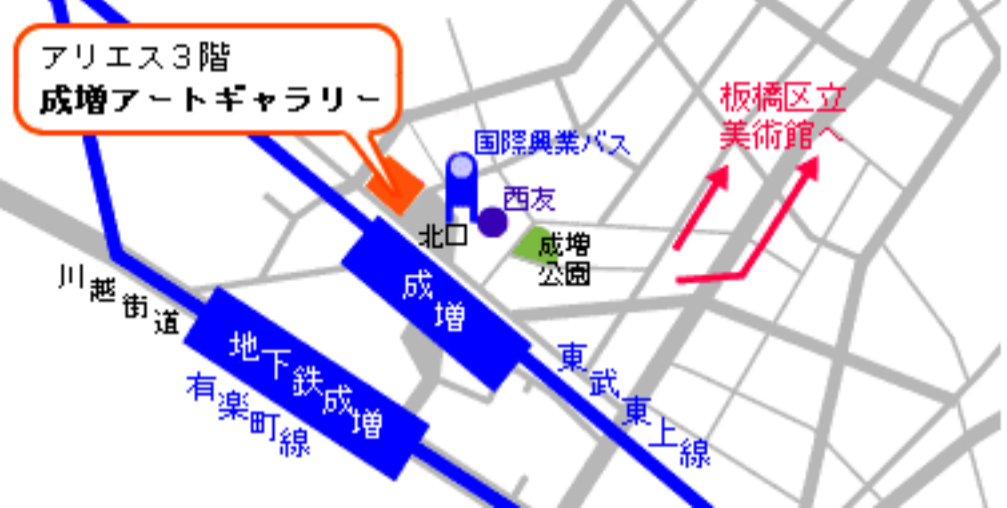 アリエス３階
成増アートギャラリー
板橋区立
美術館へ
国際興業バス
西友
北口
成増
公園
川越街道
成増
地下鉄成増
有楽町線
東武東上線